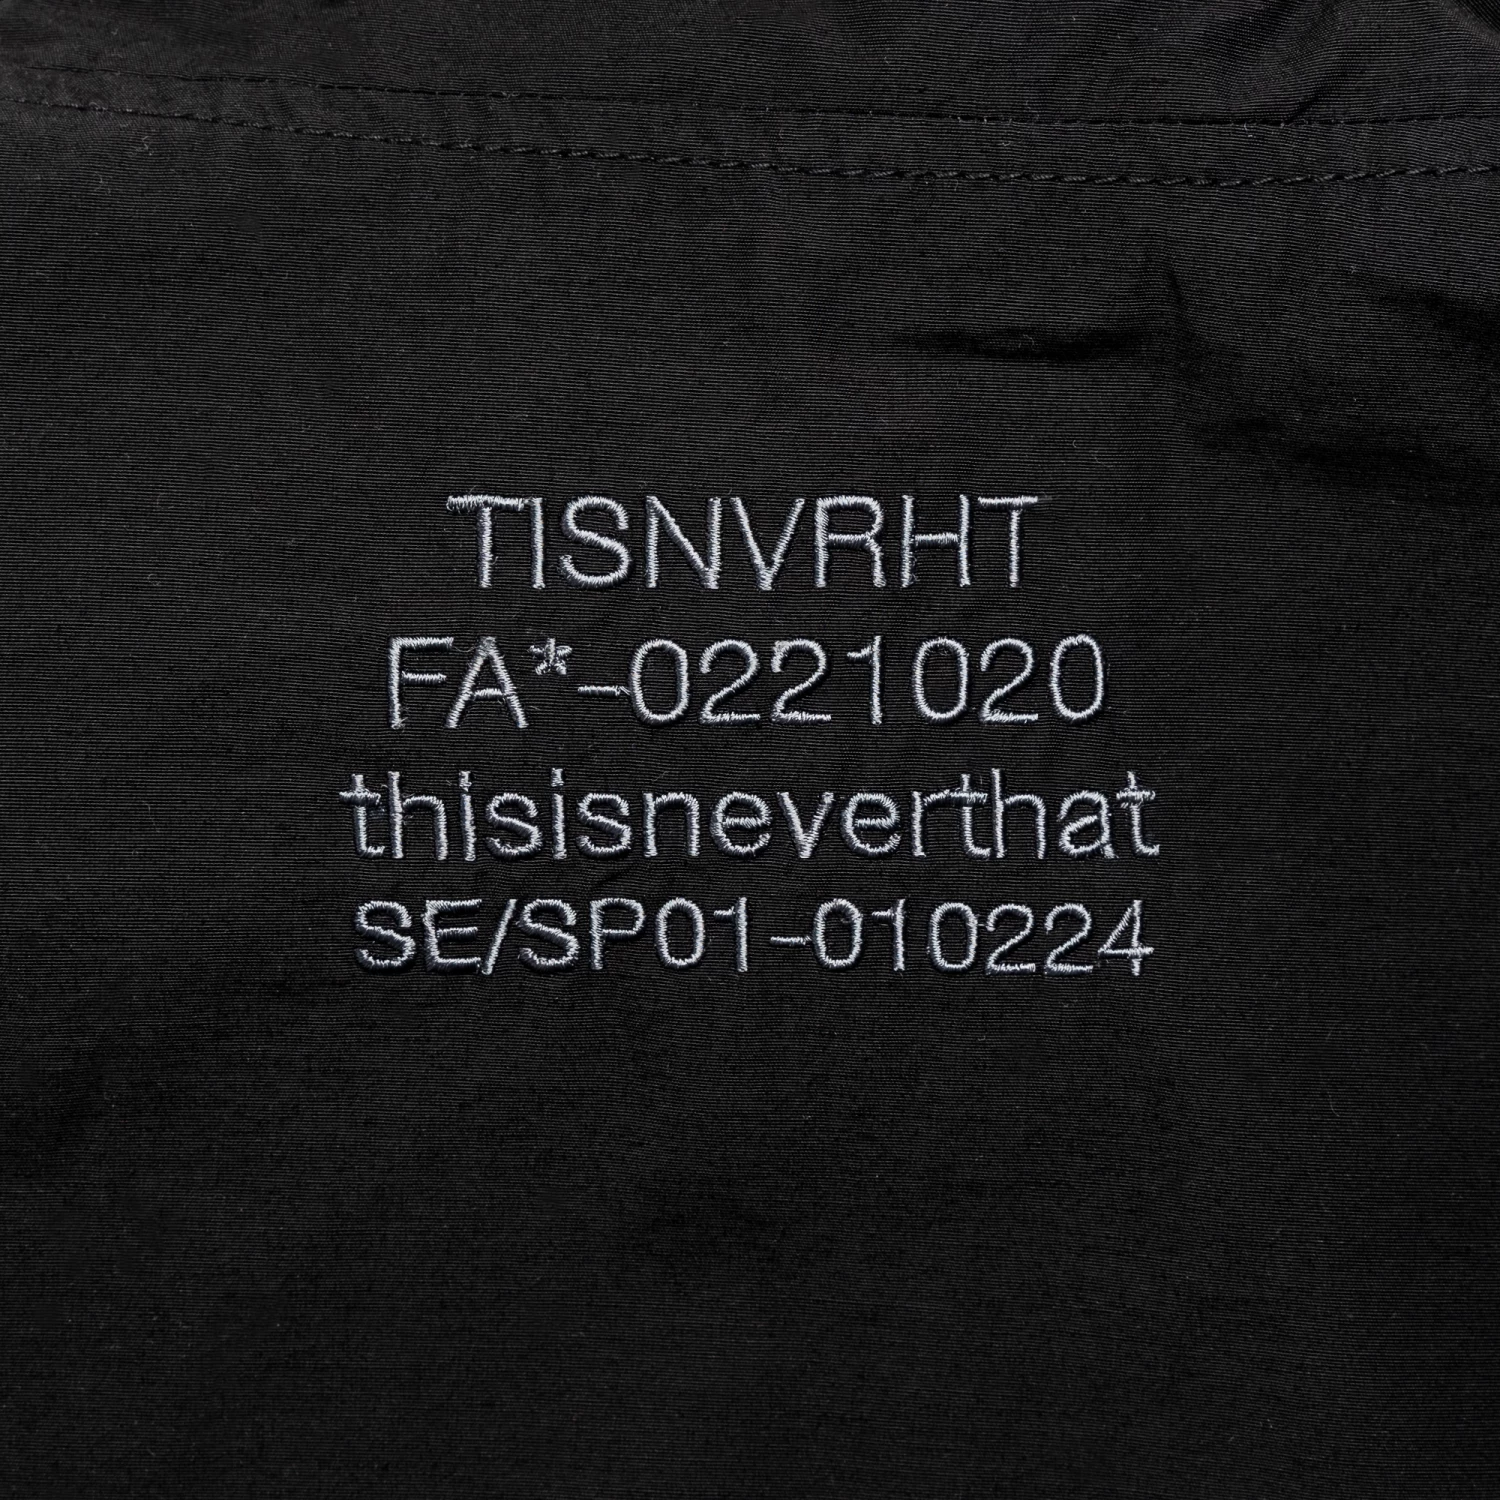 TISNVRHT
FA*-0221020
thisisneverthat
SE/SP01-010224